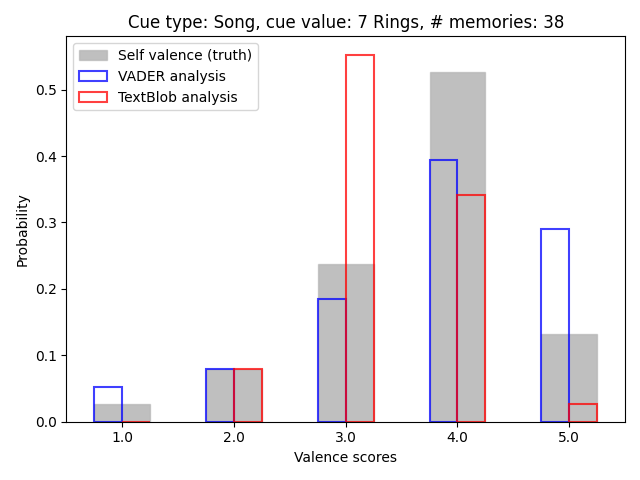 Cue type: Song, cue value: 7 Rings, # memories: 38
Self valence (truth)
VADER analysis
TextBlob analysis
Probability
0.5
0.4
0.3
0.2
0.1
0.0
1.0 2.0 3.0 4.0 5.0
Valence scores